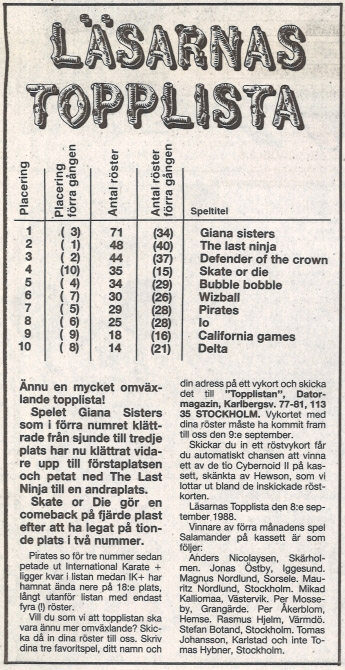 LÄSARNAS
TOPPLISTA
Placering
Placering
förra gången
Antal röster
Antal röster
förra gången
Speltitel
1 ( 3) 71 (34) Giana sisters
2 ( 1) 48 (40) The last ninja
3 ( 2) 44 (37) Defender of the crown
4 (10) 35 (15) Skate or die
5 ( 4) 34 (29) Bubble bobble
6 ( 7) 30 (26) Wizball
7 ( 5) 29 (28) Pirates
8 ( 6) 25 (28) Io
9 ( 9) 18 (16) California games
10 ( 8) 14 (21) Delta
Ännu en mycket omväx-
lande topplista!
Spelet Giana Sisters
som i förra numret klätt-
rade från sjunde till tredje
plats har nu klättrat vida-
re upp till förstaplatsen
och petat ned The Last
Ninja till en andraplats.
Skate or Die gör en
comeback på fjärde plast
efter att ha legat på tion-
de plats i två nummer.
Pirates so för tre nummer sedan
petade ut International Karate +
ligger kvar i listan medan IK+ har
hamnat ända nere på 18:e plats,
långt utanför listan med endast
fyra (!) röster.
Vill du som vi att topplistan ska
vara ännu mer omväxlande? Skic-
ka då in dina röster till oss. Skriv
dina tre favoritspel, ditt namn och
din adress på ett vykort och skicka
det till "Topplistan", Dator-
magazin, Karlbergsv. 77-81, 113
35 STOCKHOLM. Vykortet med
dina röster måste ha kommit fram
till oss den 9:e september.
Skickar du in ett röstvykort får
du automatiskt chansen att vinna
ett av de tio Cybernoid II på kas-
sett, skänkta av Hewson, som vi
lottar ut bland de inskickade röst-
korten.
Läsarnas Topplista den 8:e sep-
tember 1988.
Vinnare av förra månadens spel
Salamander på kassett är som
följer:
Anders Nicolaysen, Skärhol-
men. Jonas Östby, Iggesund.
Magnus Nordlund, Sorsele. Mau-
ritz Nordlund, Stockholm. Mikad
Kalliomaa, Västervik. Per Mosse-
by, Grangärde. Per Åkerblom,
Hemse. Rasmus Hjelm, Värmdö.
Stefan Botand, Stockholm. Tomas
Johansson, Karlstad och inte To-
mas Hybner, Stockholm.